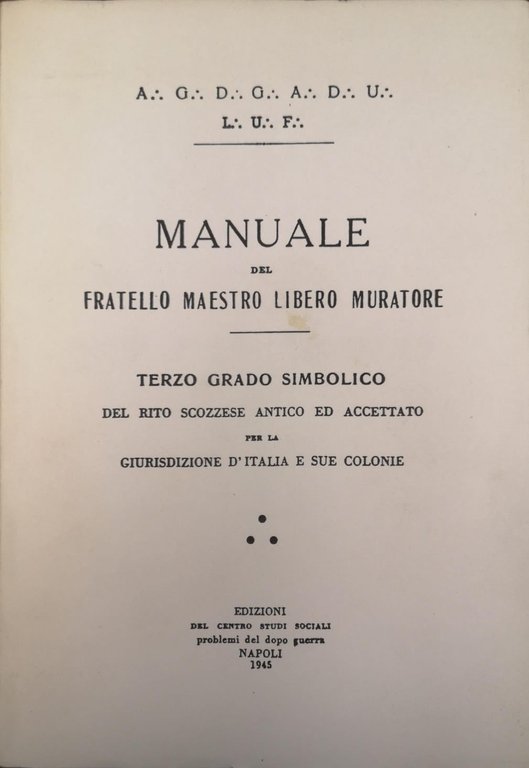 A∴ G∴ D∴ G∴ A∴ D∴ U∴
L∴ U∴ F∴
MANUALE
DEL
FRATELLO MAESTRO LIBERO MURATORE
TERZO GRADO SIMBOLICO
DEL RITO SCOZZESE ANTICO ED ACCETTATO
PER LA
GIURISDIZIONE D'ITALIA E SUE COLONIE
EDIZIONI
DEL CENTRO STUDI SOCIALI
problemi del dopo guerra
NAPOLI
1945